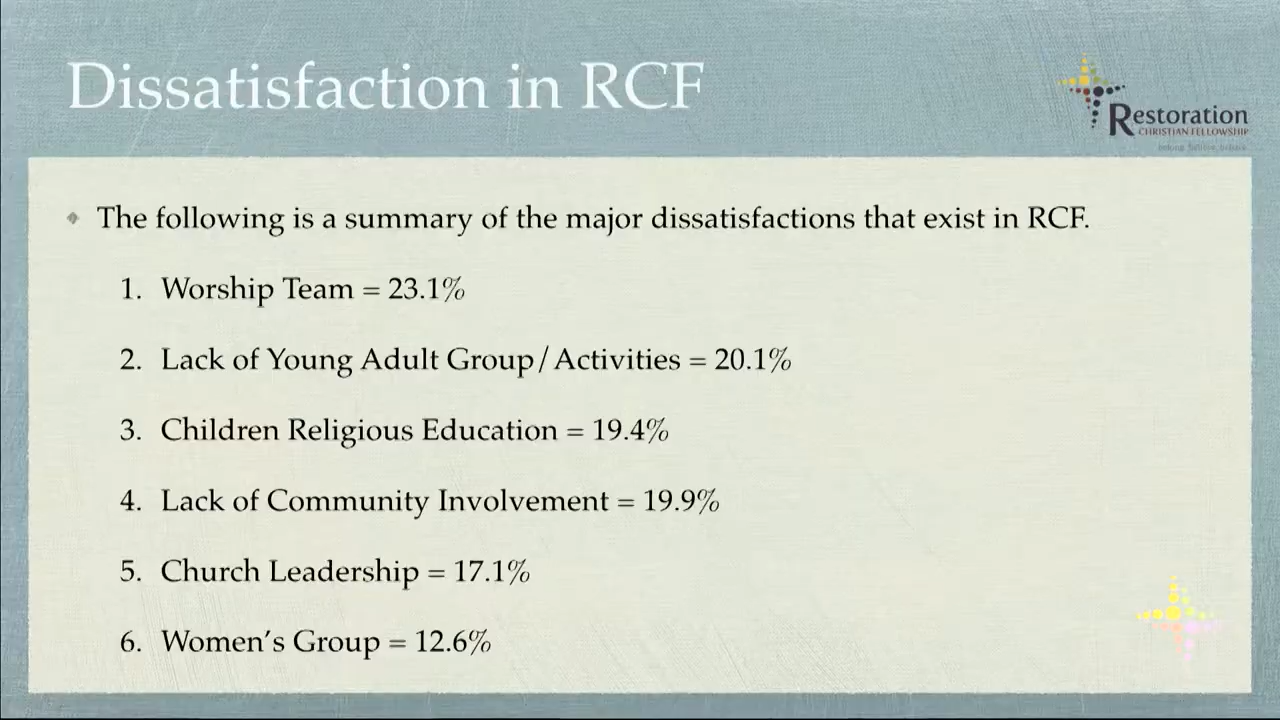 Dissatisfaction in RCF
Restoration
CHRISTIAN FELLOWSHIP
The following is a summary of the major dissatisfactions that exist in RCF.
1. Worship Team = 23.1%
2. Lack of Young Adult Group/Activities = 20.1%
3. Children Religious Education = 19.4%
4. Lack of Community Involvement = 19.9%
5. Church Leadership = 17.1%
6. Women’s Group = 12.6%